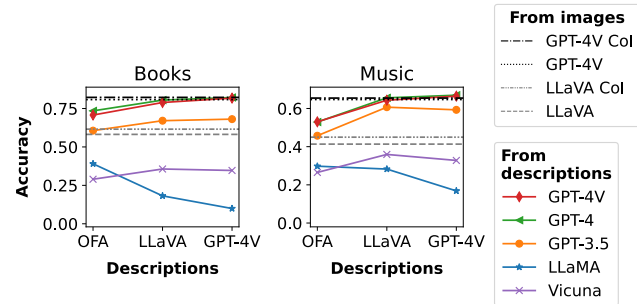 Books
Accuracy
0.75
0.50
0.25
0.00
OFA
LLaVA
GPT-4V
Descriptions
Music
0.6
0.4
0.2
0.0
OFA
LLaVA
GPT-4V
Descriptions
From images
GPT-4V Col
GPT-4V
LLaVA Col
LLaVA
From
descriptions
GPT-4V
GPT-4
GPT-3.5
LLaMA
Vicuna